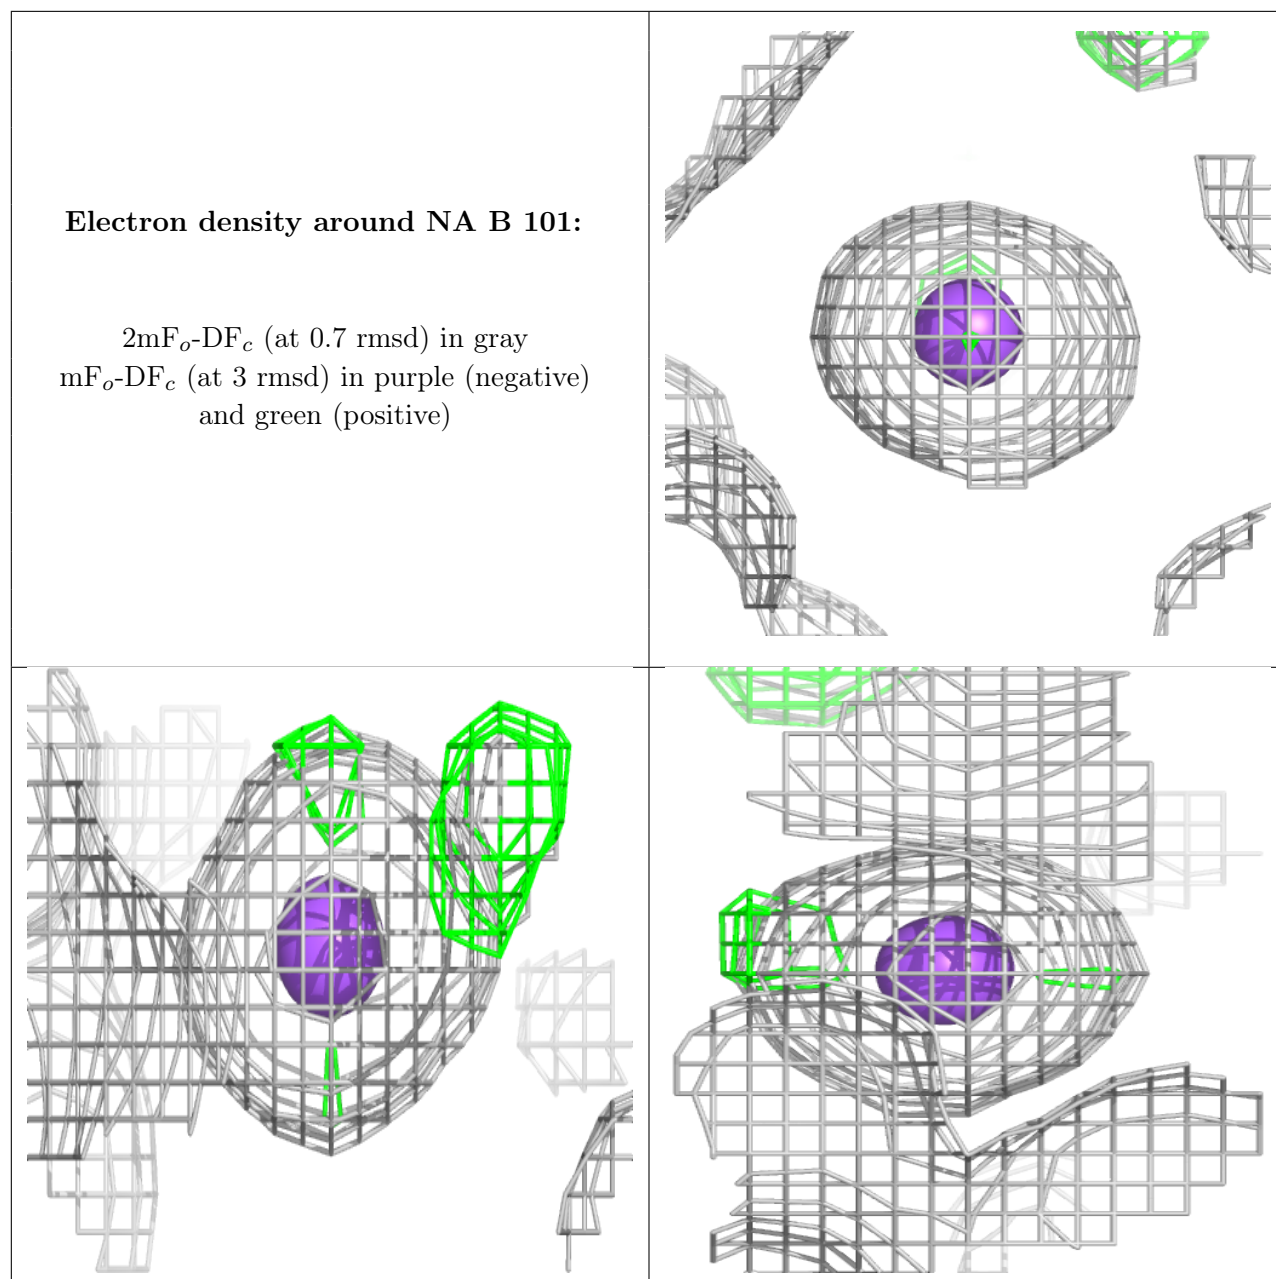 Electron density around NA B 101:
2mFo-DFc (at 0.7 rmsd) in gray
mFo-DFc (at 3 rmsd) in purple (negative)
and green (positive)